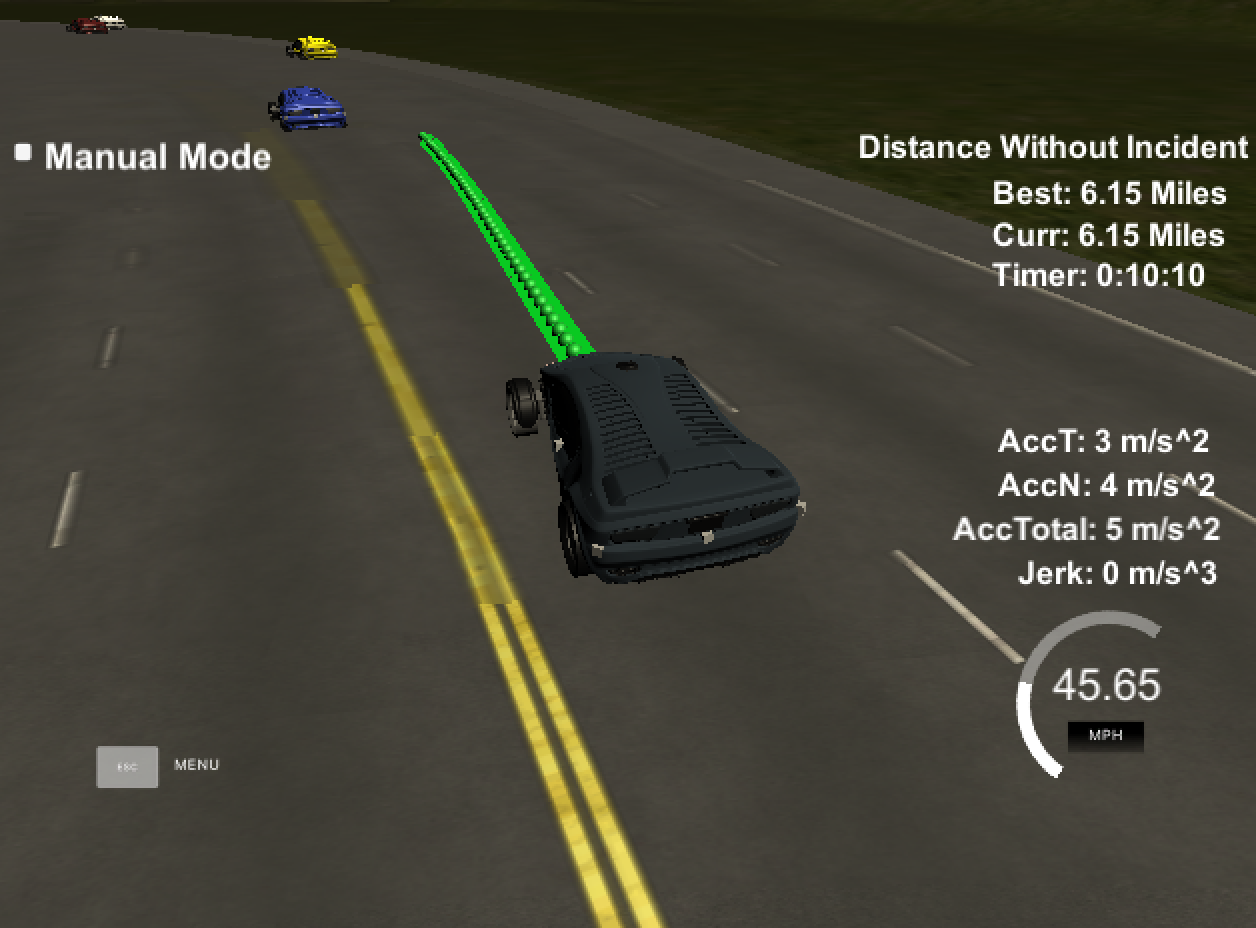 Manual Mode
Distance Without Incident
Best: 6.15 Miles
Curr: 6.15 Miles
Timer: 0:10:10
AccT: 3 m/s^2
AccN: 4 m/s^2
AccTotal: 5 m/s^2
Jerk: 0 m/s^3
45.65
MPH
ESC
MENU